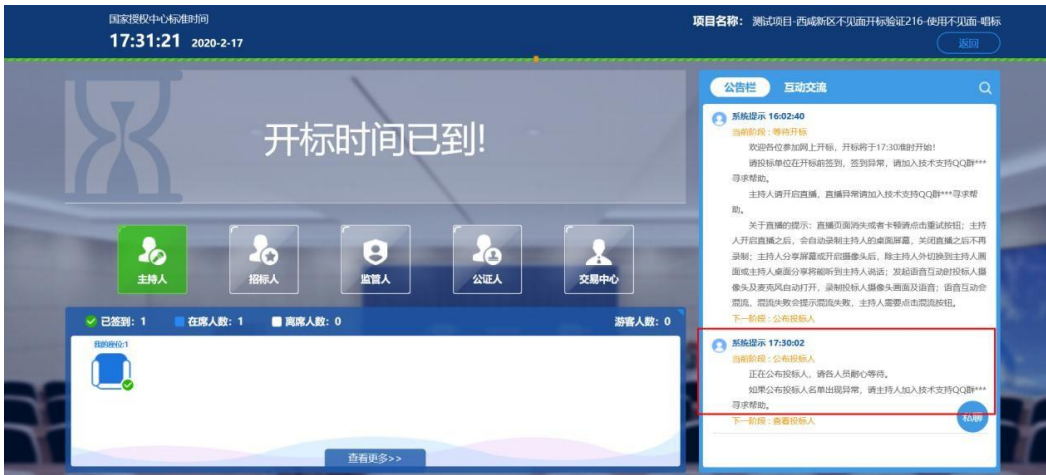 国家授权中心标准时间
17:31:21 2020-2-17
项目名称： 测试项目-西咸新区不见面开标验证216-使用不见面-唱标
返回
开标时间已到!
主持人
招标人
监管人
公证人
交易中心
已签到：1 在席人数：1 离席人数：0 游客人数：0
我的座位:1
查看更多>>
公告栏 互动交流
系统提示 16:02:40
当前阶段：等待开标
欢迎各位参加网上开标，开标将于17:30准时开始!
请投标单位在开标前签到，签到异常，请加入技术支持QQ群***
寻求帮助。
主持人请开启直播，直播异常请加入技术支持QQ群***寻求帮
助。
关于直播的提示：直播页面消失或者卡顿请点击重试按钮；主持
人开启直播之后，会自动录制主持人的桌面屏幕，关闭直播之后不再
录制；主持人分享屏幕或开启摄像头后，除主持人外切换到主持人画
面或主持人桌面分享将能听到主持人说话；发起语音互动时投标人摄
像头及麦克风自动打开，录制投标人摄像头画面及语音；语音互动会
混流，混流失败会提示混流失败，主持人需要点击混流按钮。
下一阶段：公布投标人
系统提示 17:30:02
当前阶段：公布投标人
正在公布投标人，请各人员耐心等待。
如果公布投标人名单出现异常，请主持人加入技术支持QQ群***
寻求帮助。
下一阶段：查看投标人
私聊